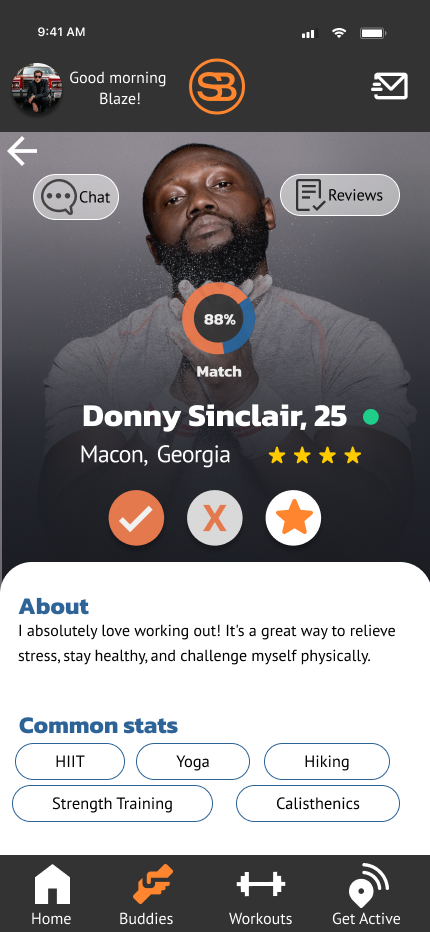 9:41 AM
Good morning
Blaze!
SB
Chat
Reviews
88%
Match
Donny Sinclair, 25
Macon, Georgia
X
About
I absolutely love working out! It's a great way to relieve
stress, stay healthy, and challenge myself physically.
Common stats
HIIT
Yoga
Hiking
Strength Training
Calisthenics
Home
Buddies
Workouts
Get Active